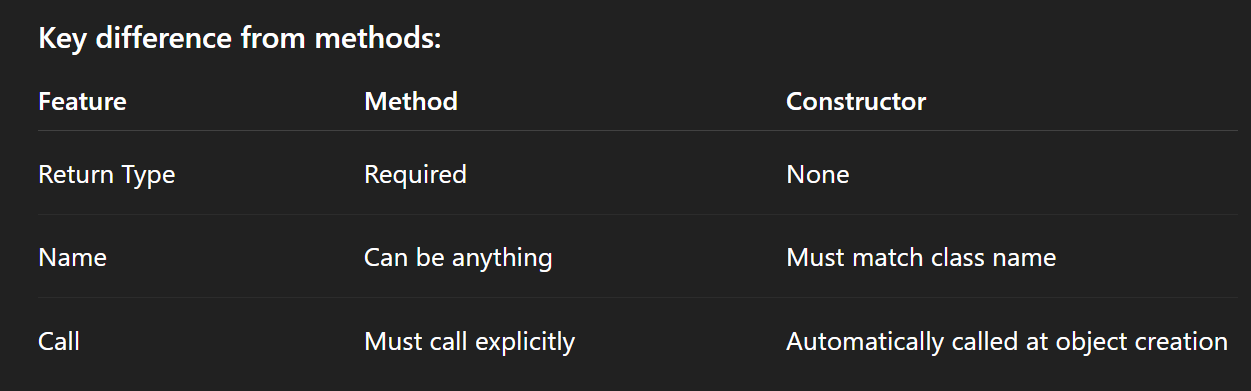 Key difference from methods:
Feature Method Constructor
Return Type Required None
Name Can be anything Must match class name
Call Must call explicitly Automatically called at object creation